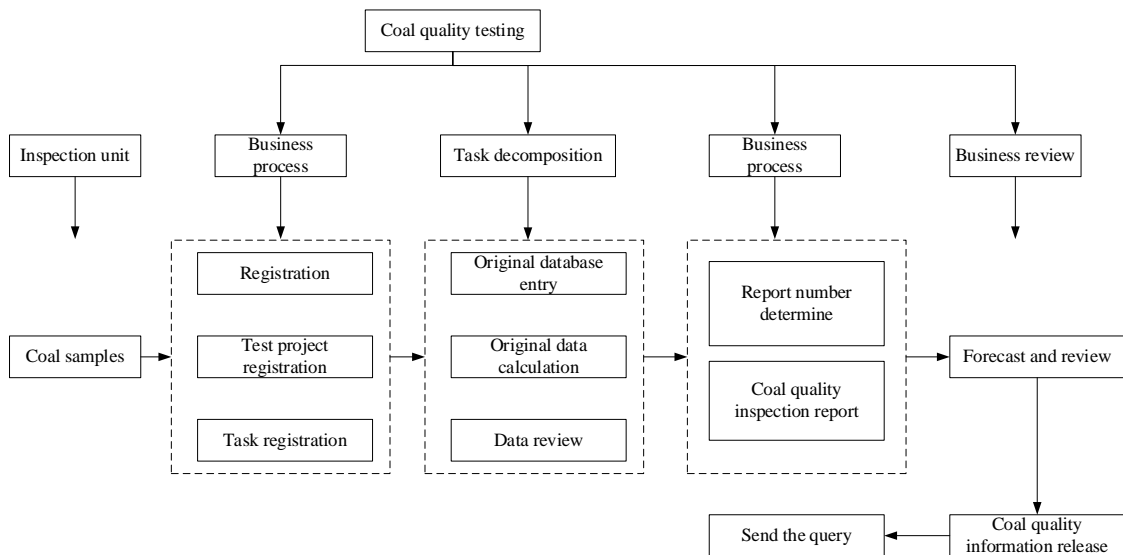 Coal quality testing
Inspection unit
Business
process
Task decomposition
Business
process
Business review
Registration
Original database
entry
Report number
determine
Coal samples
Test project
registration
Original data
calculation
Forecast and review
Coal quality
inspection report
Task registration
Data review
Send the query
Coal quality
information release